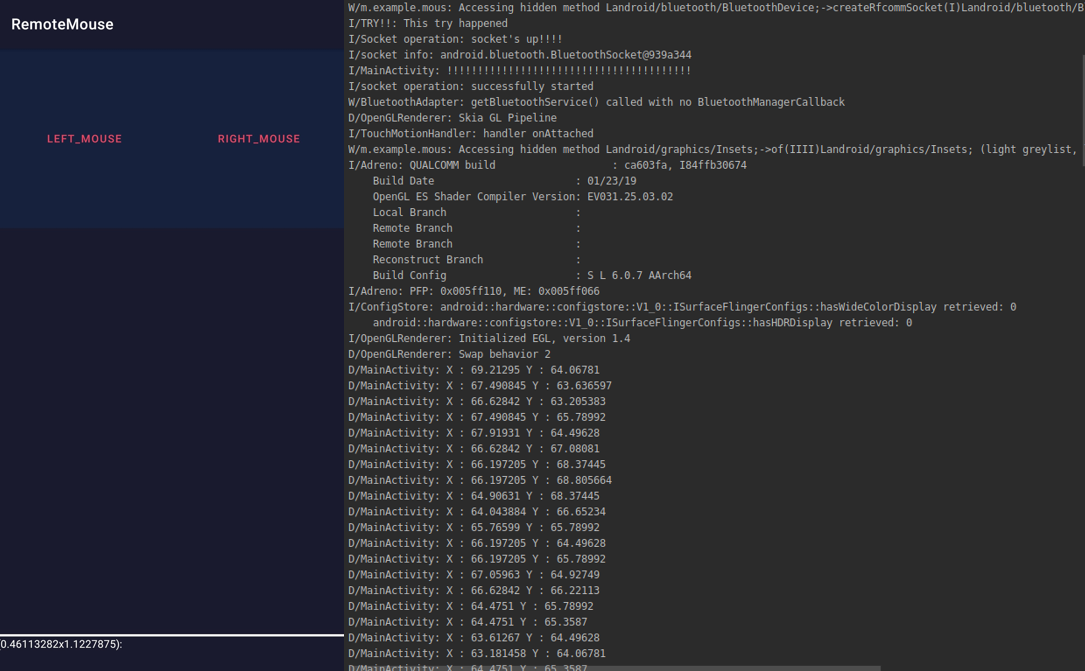 RemoteMouse
LEFT_MOUSE RIGHT_MOUSE
(0.46113282x1.1227875):
W/m.example.mous: Accessing hidden method Landroid/bluetooth/BluetoothDevice;->createRfcommSocket(I)Landroid/bluetooth/B
I/TRY!!: This try happened
I/Socket operation: socket's up!!!!
I/socket info: android.bluetooth.BluetoothSocket@939a344
I/MainActivity: !!!!!!!!!!!!!!!!!!!!!!!!!!!!!!!!!!!!!!!!
I/socket operation: successfully started
W/BluetoothAdapter: getBluetoothService() called with no BluetoothManagerCallback
D/OpenGLRenderer: Skia GL Pipeline
I/TouchMotionHandler: handler onAttached
W/m.example.mous: Accessing hidden method Landroid/graphics/Insets;->of(IIII)Landroid/graphics/Insets; (light greylist,
I/Adreno: QUALCOMM build : ca603fa, I84ffb30674
Build Date : 01/23/19
OpenGL ES Shader Compiler Version: EV031.25.03.02
Local Branch :
Remote Branch :
Remote Branch :
Reconstruct Branch :
Build Config : S L 6.0.7 AArch64
I/Adreno: PFP: 0x005ff110, ME: 0x005ff066
I/ConfigStore: android::hardware::configstore::V1_0::ISurfaceFlingerConfigs::hasWideColorDisplay retrieved: 0
android::hardware::configstore::V1_0::ISurfaceFlingerConfigs::hasHDRDisplay retrieved: 0
I/OpenGLRenderer: Initialized EGL, version 1.4
D/OpenGLRenderer: Swap behavior 2
D/MainActivity: X : 69.21295 Y : 64.06781
D/MainActivity: X : 67.490845 Y : 63.636597
D/MainActivity: X : 66.62842 Y : 63.205383
D/MainActivity: X : 67.490845 Y : 65.78992
D/MainActivity: X : 67.91931 Y : 64.49628
D/MainActivity: X : 66.62842 Y : 67.08081
D/MainActivity: X : 66.197205 Y : 68.37445
D/MainActivity: X : 66.197205 Y : 68.805664
D/MainActivity: X : 64.90631 Y : 68.37445
D/MainActivity: X : 64.043884 Y : 66.65234
D/MainActivity: X : 65.76599 Y : 65.78992
D/MainActivity: X : 66.197205 Y : 64.49628
D/MainActivity: X : 66.197205 Y : 65.78992
D/MainActivity: X : 67.05963 Y : 64.92749
D/MainActivity: X : 66.62842 Y : 66.22113
D/MainActivity: X : 64.4751 Y : 65.78992
D/MainActivity: X : 64.4751 Y : 65.3587
D/MainActivity: X : 63.61267 Y : 64.49628
D/MainActivity: X : 63.181458 Y : 64.06781
D/MainActivity: X : 64.4751 Y : 65.3587